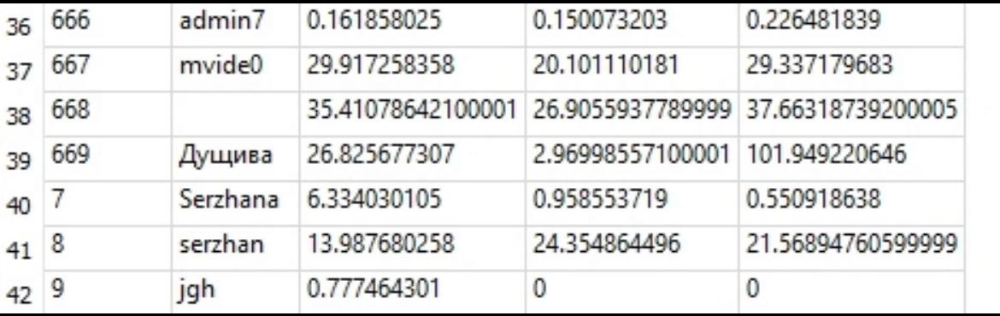 36 666 admin7 0.161858025 0.150073203 0.226481839
37 667 mvide0 29.917258358 20.101110181 29.337179683
38 668 35.41078642100001 26.9055937789999 37.66318739200005
39 669 Дущива 26.825677307 2.96998557100001 101.949220646
40 7 Serzhana 6.334030105 0.958553719 0.550918638
41 8 serzhan 13.987680258 24.354864496 21.56894760599999
42 9 jgh 0.777464301 0 0